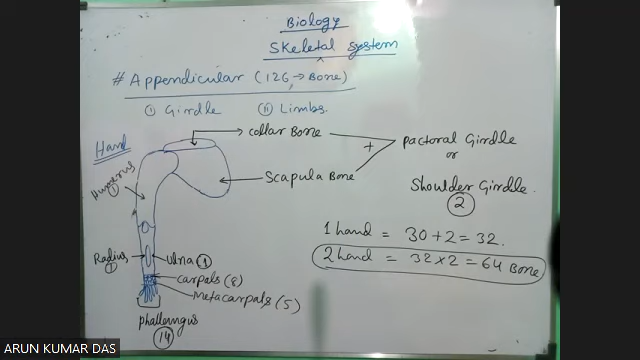 Biology
Skeletal system
# Appendicular (126 → Bone)
(i) Girdle (ii) Limbs
Hand
collar Bone
+
pactoral Girdle
or
Shoulder Girdle.
(2)
Scapula Bone
Humerus
(1)
1 hand = 30 + 2 = 32.
2 hand = 32 × 2 = 64 Bone
Radius
(1)
Ulna (1)
carpals (8)
Metacarpals (5)
phallemgus
(14)
ARUN KUMAR DAS